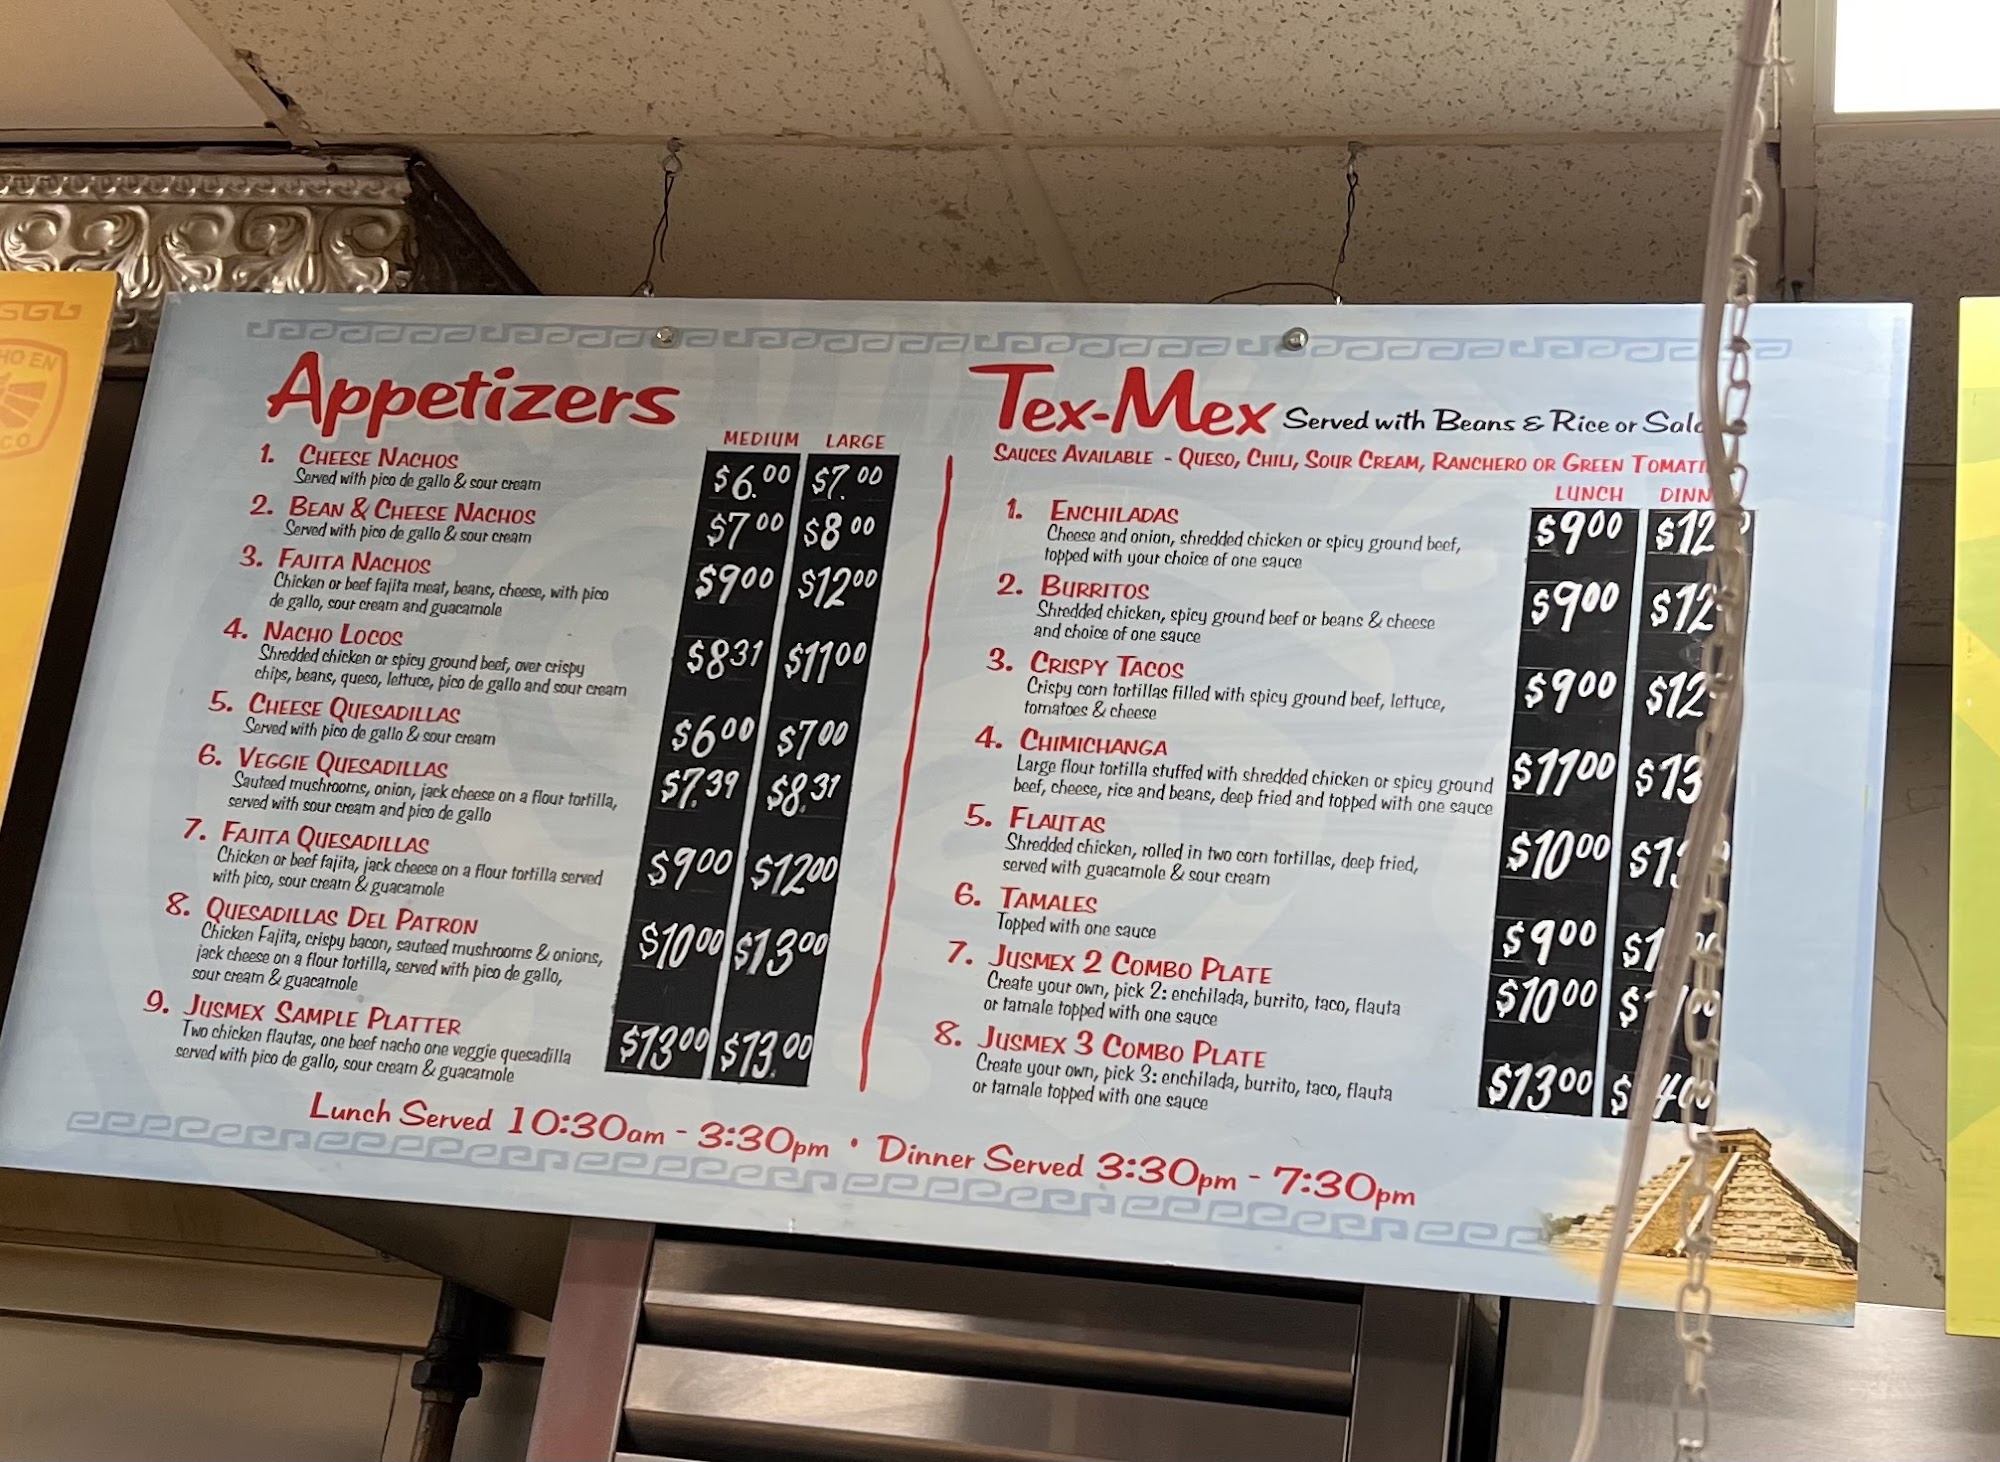 HO EN
CO
Appetizers
MEDIUM LARGE
1. CHEESE NACHOS
Served with pico de gallo & sour cream
$6.00 $7.00
2. BEAN & CHEESE NACHOS
Served with pico de gallo & sour cream
$7.00 $8.00
3. FAJITA NACHOS
Chicken or beef fajita meat, beans, cheese, with pico
de gallo, sour cream and guacamole
$9.00 $12.00
4. NACHO LOCOS
Shredded chicken or spicy ground beef, over crispy
chips, beans, queso, lettuce, pico de gallo and sour cream
$8.31 $11.00
5. CHEESE QUESADILLAS
Served with pico de gallo & sour cream
$6.00 $7.00
6. VEGGIE QUESADILLAS
Sauteed mushrooms, onion, jack cheese on a flour tortilla,
served with sour cream and pico de gallo
$7.39 $8.31
7. FAJITA QUESADILLAS
Chicken or beef fajita, jack cheese on a flour tortilla served
with pico, sour cream & guacamole
$9.00 $12.00
8. QUESADILLAS DEL PATRON
Chicken Fajita, crispy bacon, sauteed mushrooms & onions,
jack cheese on a flour tortilla, served with pico de gallo,
sour cream & guacamole
$10.00 $13.00
9. JUSMEX SAMPLE PLATTER
Two chicken flautas, one beef nacho one veggie quesadilla
served with pico de gallo, sour cream & guacamole
$13.00 $13.00
Tex-Mex Served with Beans & Rice or
SAUCES AVAILABLE - QUESO, CHILI, SOUR CREAM, RANCHERO OR GREEN
LUNCH
1. ENCHILADAS
Cheese and onion, shredded chicken or spicy ground beef,
topped with your choice of one sauce
$9.00 $12
2. BURRITOS
Shredded chicken, spicy ground beef or beans & cheese
and choice of one sauce
$9.00 $12
3. CRISPY TACOS
Crispy corn tortillas filled with spicy ground beef, lettuce,
tomatoes & cheese
$9.00 $12
4. CHIMICHANGA
Large flour tortilla stuffed with shredded chicken or spicy ground
beef, cheese, rice and beans, deep fried and topped with one sauce
$11.00 $13
5. FLAUTAS
Shredded chicken, rolled in two corn tortillas, deep fried,
served with guacamole & sour cream
$10.00
6. TAMALES
Topped with one sauce
$9.00
7. JUSMEX 2 COMBO PLATE
Create your own, pick 2: enchilada, burrito, taco, flauta
or tamale topped with one sauce
$10.00
8. JUSMEX 3 COMBO PLATE
Create your own, pick 3: enchilada, burrito, taco, flauta
or tamale topped with one sauce
$13.00
Lunch Served 10:30am - 3:30pm • Dinner Served 3:30pm - 7:30pm